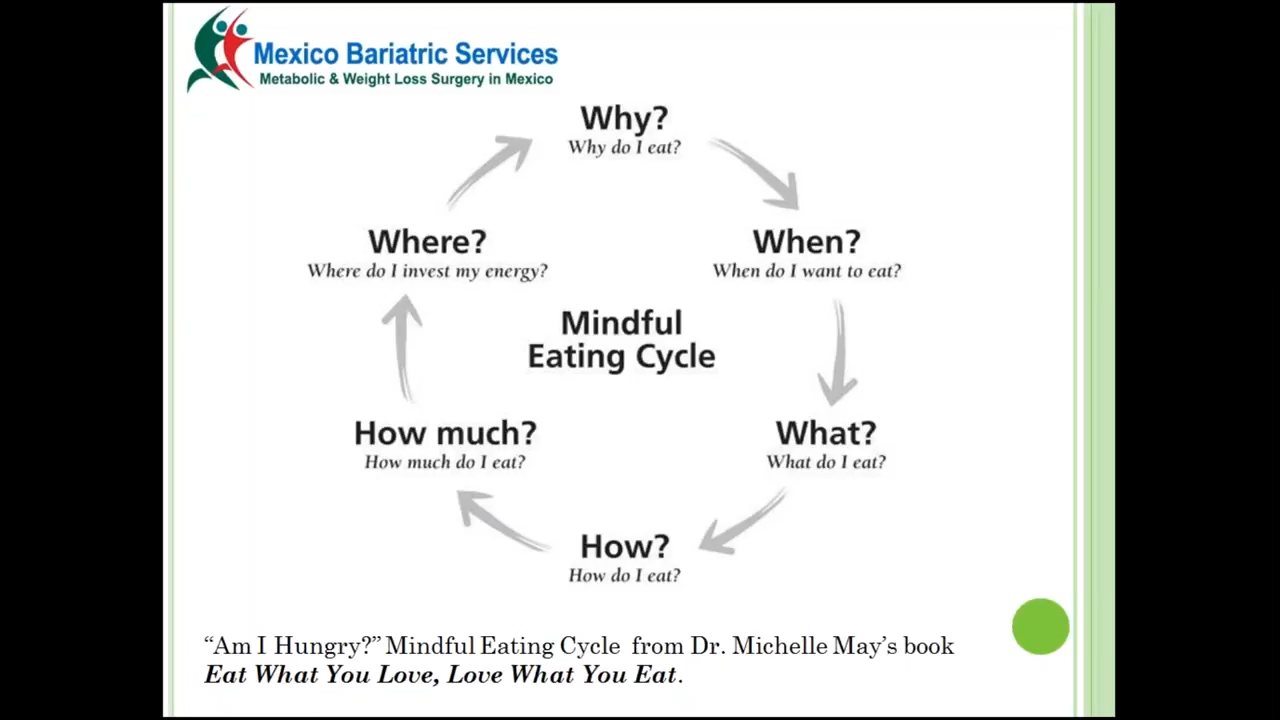 Mexico Bariatric Services
Metabolic & Weight Loss Surgery in Mexico
Why?
Why do I eat?
When?
When do I want to eat?
What?
What do I eat?
How?
How do I eat?
How much?
How much do I eat?
Where?
Where do I invest my energy?
Mindful
Eating Cycle
“Am I Hungry?” Mindful Eating Cycle from Dr. Michelle May’s book
Eat What You Love, Love What You Eat.